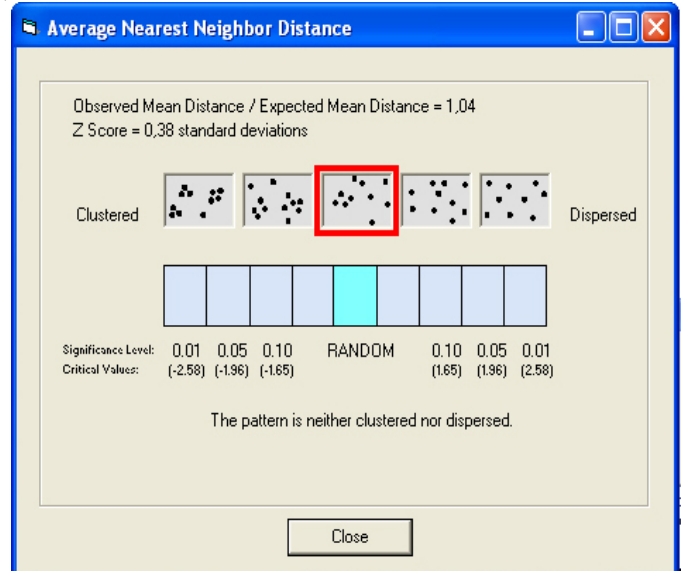 Average Nearest Neighbor Distance
Observed Mean Distance / Expected Mean Distance = 1,04
Z Score = 0,38 standard deviations
Clustered
Dispersed
Significance Level: 0.01 0.05 0.10 RANDOM 0.10 0.05 0.01
Critical Values: (-2.58) (-1.96) (-1.65) (1.65) (1.96) (2.58)
The pattern is neither clustered nor dispersed.
Close